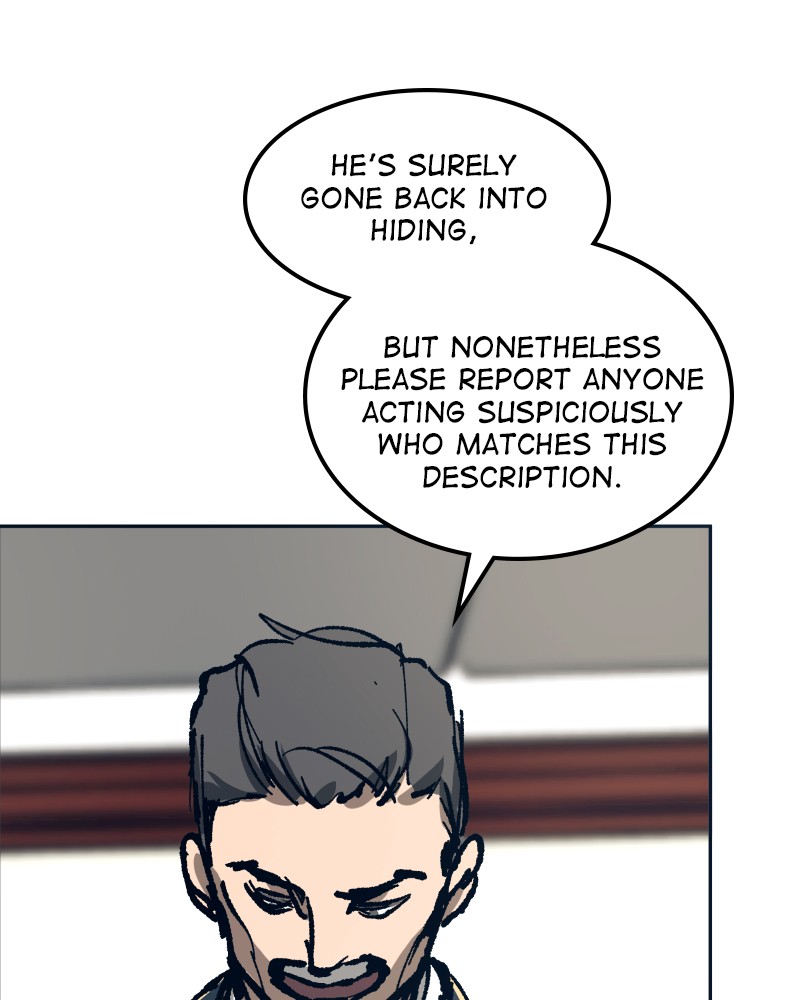 HE'S SURELY
GONE BACK INTO
HIDING,
BUT NONETHELESS
PLEASE REPORT ANYONE
ACTING SUSPICIOUSLY
WHO MATCHES THIS
DESCRIPTION.